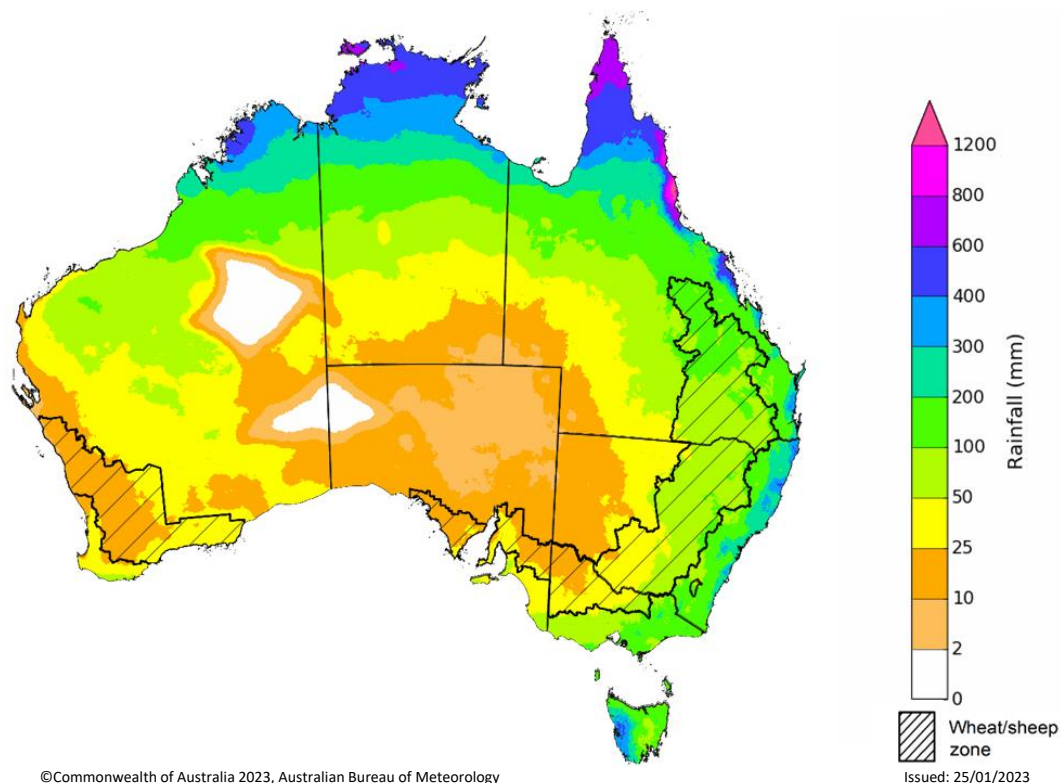 1200
800
600
400
300
200
100
50
25
10
2
0
Rainfall (mm)
Wheat/sheep
zone
©Commonwealth of Australia 2023, Australian Bureau of Meteorology
Issued: 25/01/2023